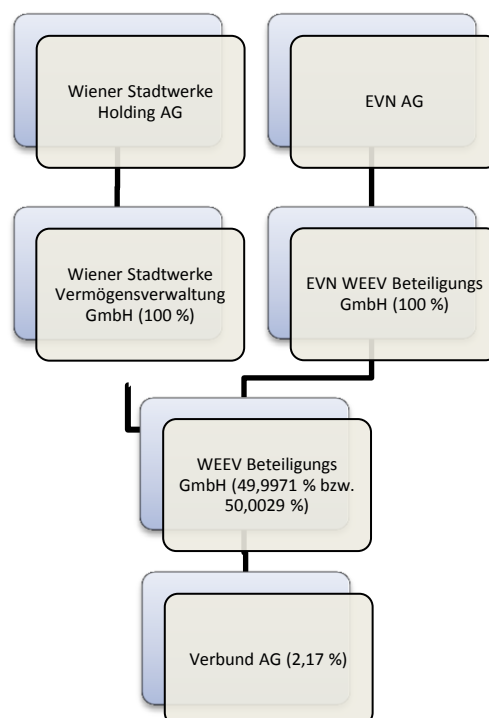 Wiener Stadtwerke
Holding AG
EVN AG
Wiener Stadtwerke
Vermögensverwaltung
GmbH (100 %)
EVN WEEV Beteiligungs
GmbH (100 %)
WEEV Beteiligungs
GmbH (49,9971 % bzw.
50,0029 %)
Verbund AG (2,17 %)